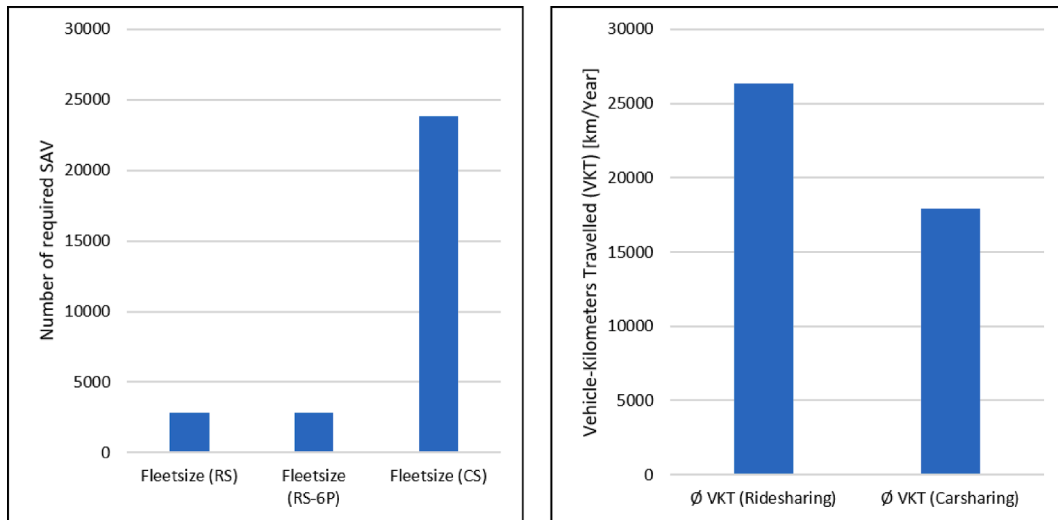 Number of required SAV
30000
25000
20000
15000
10000
5000
0
Fleetsize (RS)
Fleetsize
(RS-6P)
Fleetsize (CS)
Vehicle-Kilometers Travelled (VKT) [km/Year]
30000
25000
20000
15000
10000
5000
0
Ø VKT (Ridesharing)
Ø VKT (Carsharing)